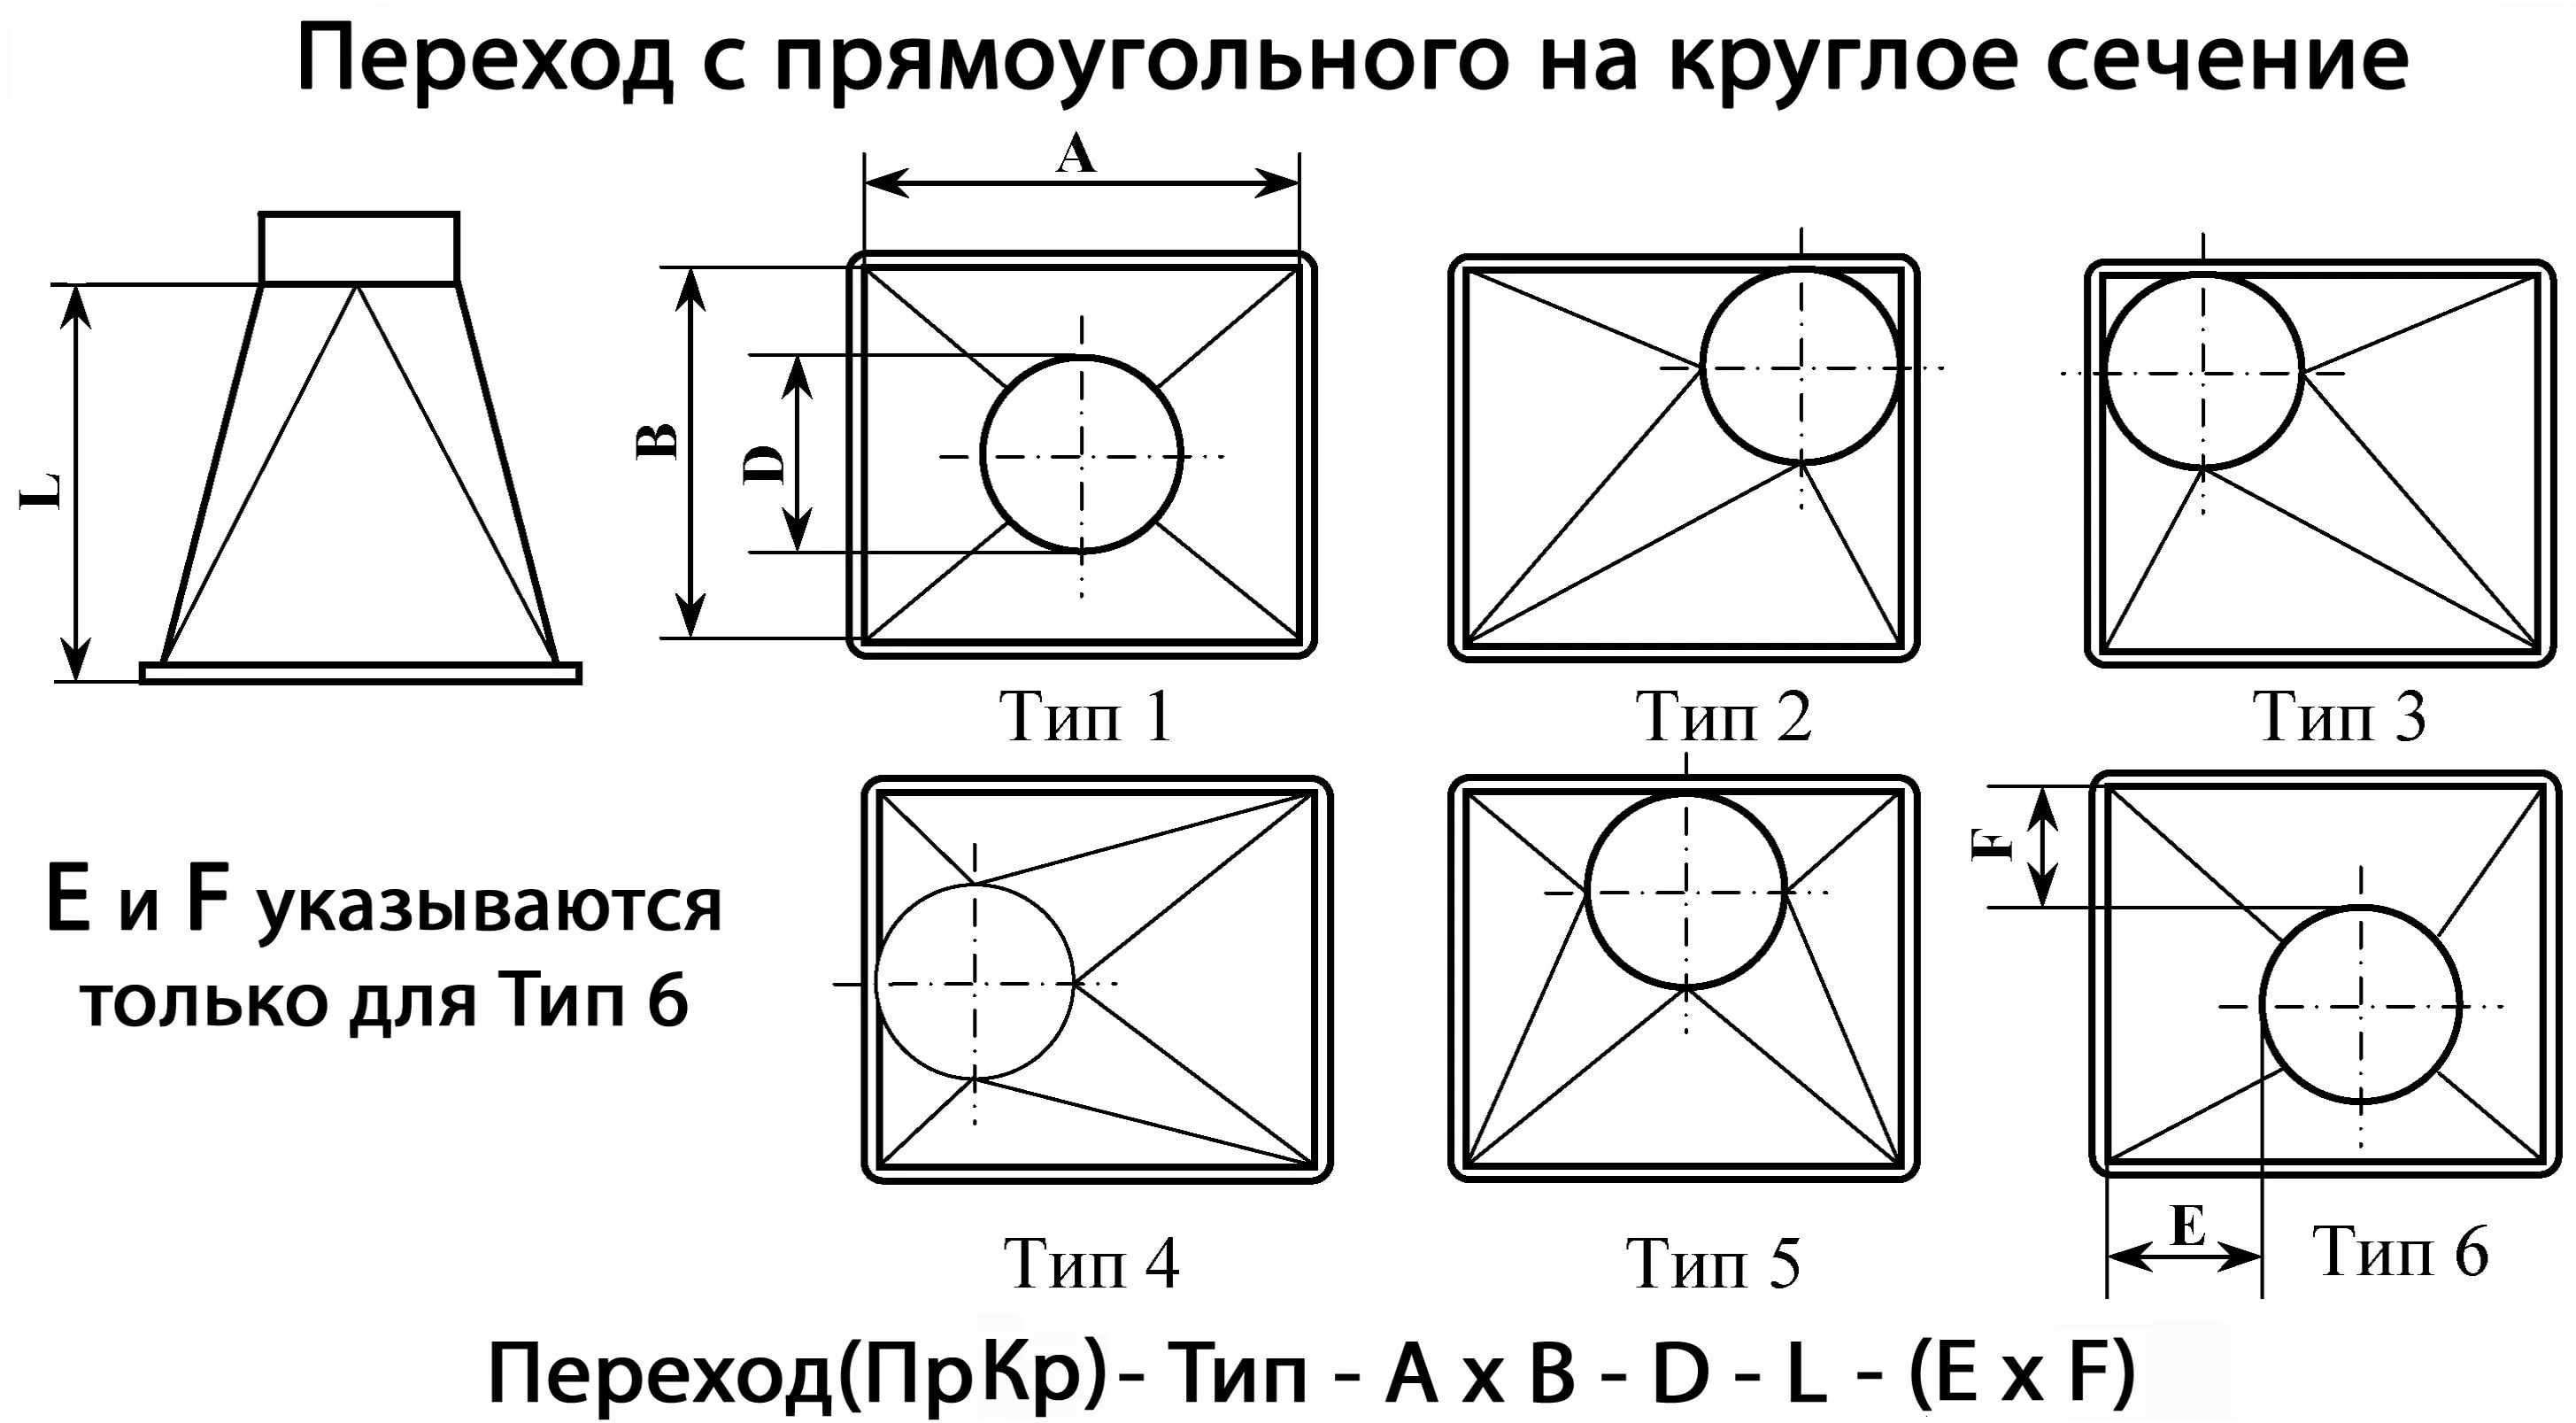 Переход с прямоугольного на круглое сечение
A
L
B
D
Тип 1
Тип 2
Тип 3
E и F указываются
только для Тип 6
F
E
Тип 4
Тип 5
Тип 6
Переход(ПрКр) - Тип - A x B - D - L - (E x F)